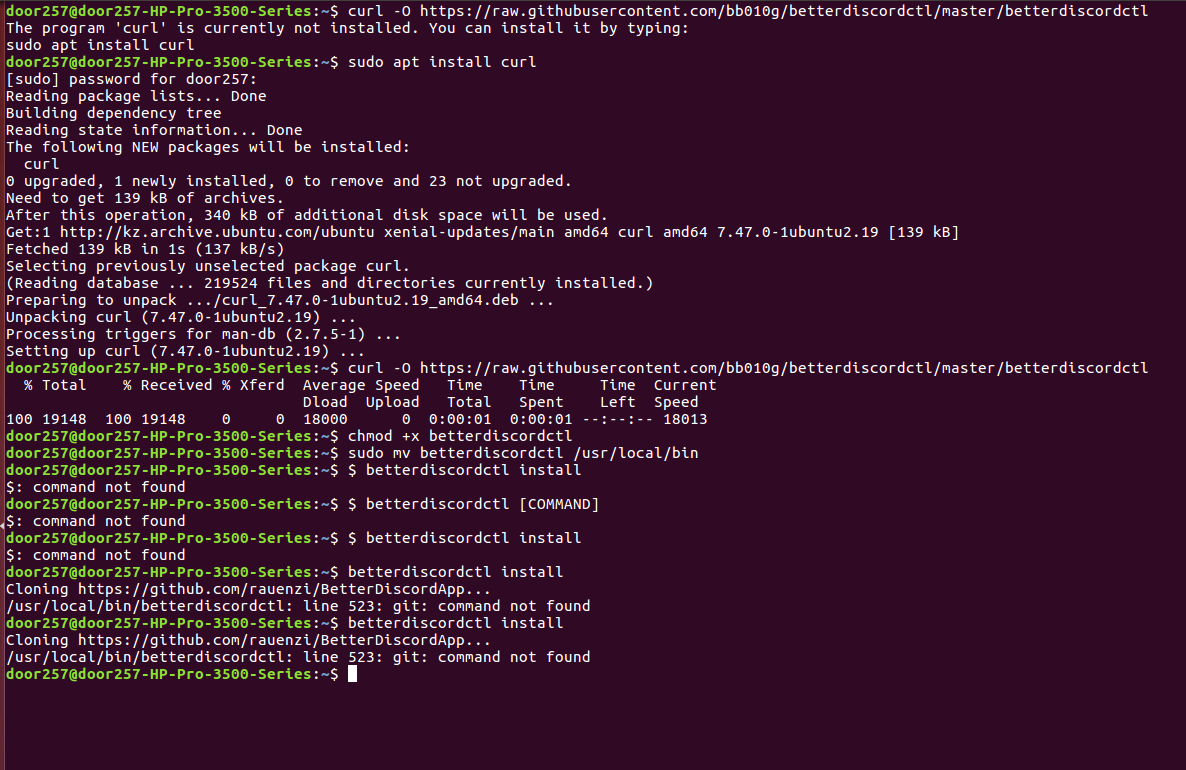 door257@door257-HP-Pro-3500-Series:~$ curl -O https://raw.githubusercontent.com/bb010g/betterdiscordctl/master/betterdiscordctl
The program 'curl' is currently not installed. You can install it by typing:
sudo apt install curl
door257@door257-HP-Pro-3500-Series:~$ sudo apt install curl
[sudo] password for door257:
Reading package lists... Done
Building dependency tree
Reading state information... Done
The following NEW packages will be installed:
  curl
0 upgraded, 1 newly installed, 0 to remove and 23 not upgraded.
Need to get 139 kB of archives.
After this operation, 340 kB of additional disk space will be used.
Get:1 http://kz.archive.ubuntu.com/ubuntu xenial-updates/main amd64 curl amd64 7.47.0-1ubuntu2.19 [139 kB]
Fetched 139 kB in 1s (137 kB/s)
Selecting previously unselected package curl.
(Reading database ... 219524 files and directories currently installed.)
Preparing to unpack .../curl_7.47.0-1ubuntu2.19_amd64.deb ...
Unpacking curl (7.47.0-1ubuntu2.19) ...
Processing triggers for man-db (2.7.5-1) ...
Setting up curl (7.47.0-1ubuntu2.19) ...
door257@door257-HP-Pro-3500-Series:~$ curl -O https://raw.githubusercontent.com/bb010g/betterdiscordctl/master/betterdiscordctl
  % Total    % Received % Xferd  Average Speed   Time    Time     Time  Current
                                 Dload  Upload   Total   Spent    Left  Speed
100 19148  100 19148    0     0  18000      0  0:00:01  0:00:01 --:--:-- 18013
door257@door257-HP-Pro-3500-Series:~$ chmod +x betterdiscordctl
door257@door257-HP-Pro-3500-Series:~$ sudo mv betterdiscordctl /usr/local/bin
door257@door257-HP-Pro-3500-Series:~$ $ betterdiscordctl install
$: command not found
door257@door257-HP-Pro-3500-Series:~$ $ betterdiscordctl [COMMAND]
$: command not found
door257@door257-HP-Pro-3500-Series:~$ $ betterdiscordctl install
$: command not found
door257@door257-HP-Pro-3500-Series:~$ betterdiscordctl install
Cloning https://github.com/rauenzi/BetterDiscordApp...
/usr/local/bin/betterdiscordctl: line 523: git: command not found
door257@door257-HP-Pro-3500-Series:~$ betterdiscordctl install
Cloning https://github.com/rauenzi/BetterDiscordApp...
/usr/local/bin/betterdiscordctl: line 523: git: command not found
door257@door257-HP-Pro-3500-Series:~$